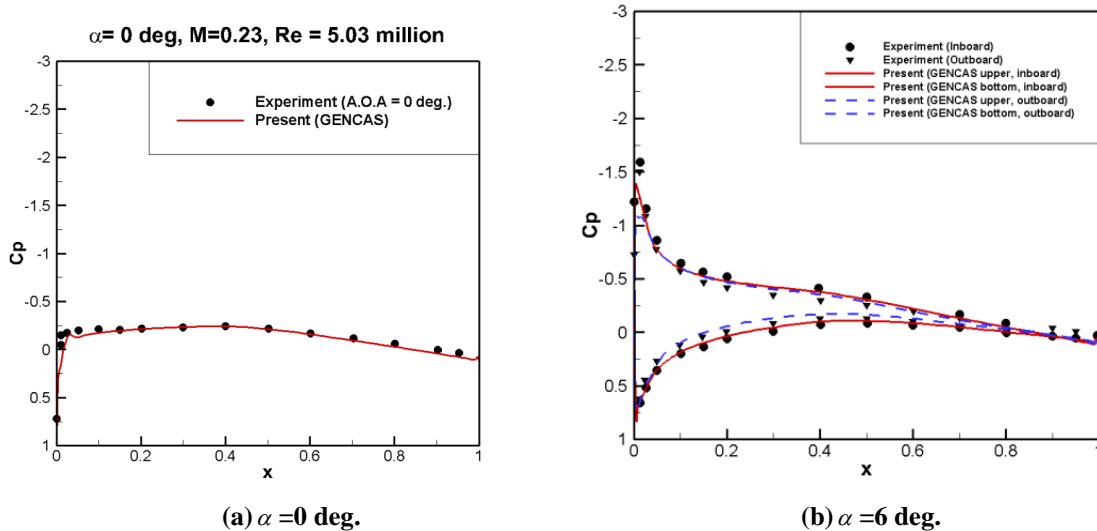 α= 0 deg, M=0.23, Re = 5.03 million
-3
-2.5
-2
-1.5
-1
-0.5
0
0.5
1
Cp
Experiment (A.O.A = 0 deg.)
Present (GENCAS)
0
0.2
0.4
0.6
0.8
1
x
(a) α =0 deg.
-3
-2.5
-2
-1.5
-1
-0.5
0
0.5
1
Cp
Experiment (Inboard)
Experiment (Outboard)
Present (GENCAS upper, inboard)
Present (GENCAS bottom, inboard)
Present (GENCAS upper, outboard)
Present (GENCAS bottom, outboard)
0
0.2
0.4
0.6
0.8
1
x
(b) α =6 deg.